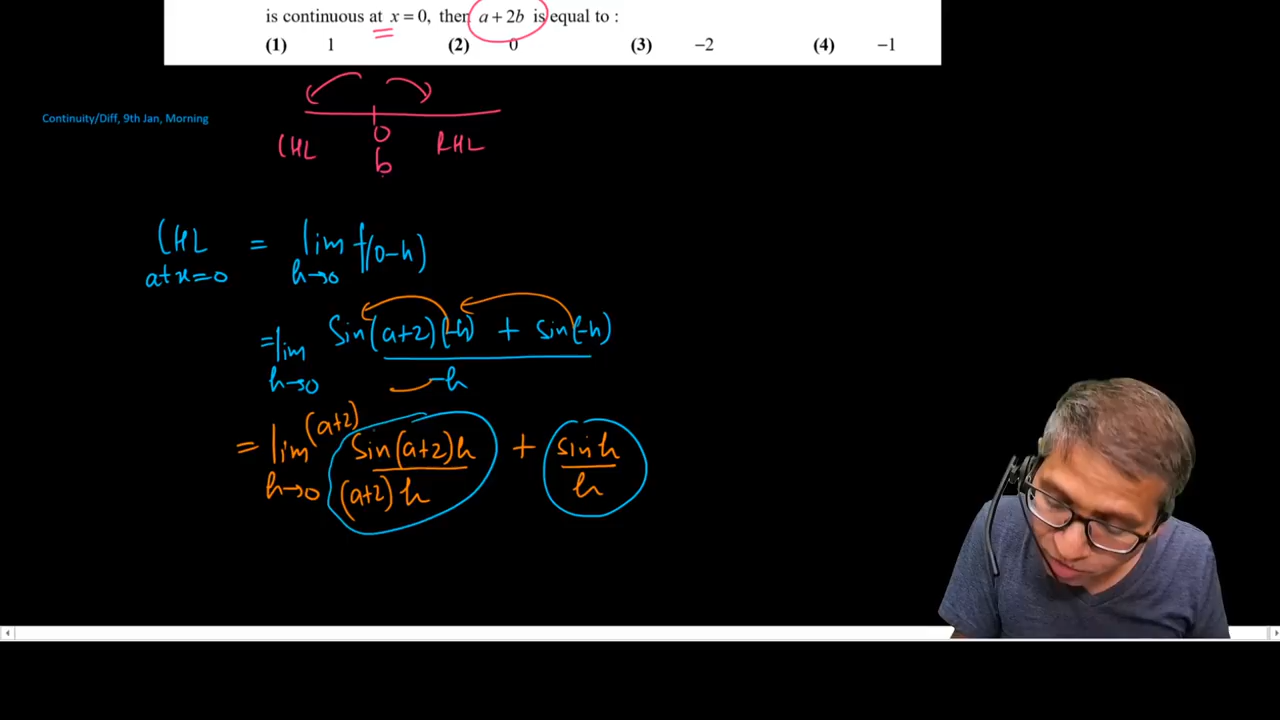 is continuous at x = 0, then a + 2b is equal to :
(1) 1 (2) 0 (3) −2 (4) −1
Continuity/Diff, 9th Jan, Morning
0
LHL RHL
b
LHL = lim f(0−h)
at x=0 h→0
= lim sin(a+2)(−h) + sin(−h)
h→0 −h
= lim (a+2) sin(a+2)h + sin h
h→0 (a+2)h h